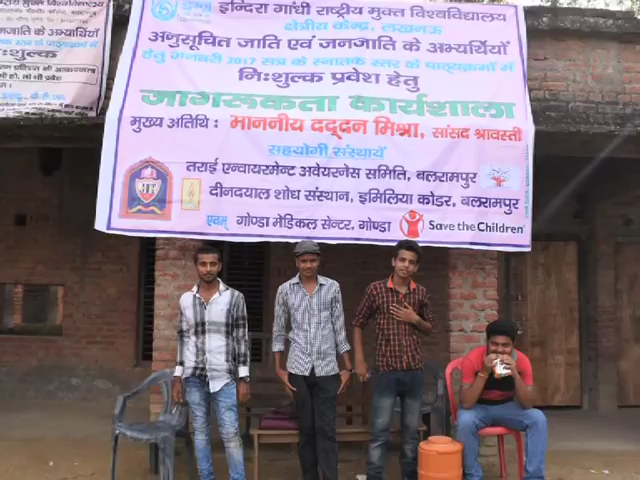 इन्दिरा गांधी राष्ट्रीय मुक्त विश्वविद्यालय
क्षेत्रीय केन्द्र, लखनऊ
अनुसूचित जाति एवं जनजाति के अभ्यर्थियों
हेतु जनवरी 2017 सत्र के स्नातक स्तर के पाठ्यक्रमों में
निःशुल्क प्रवेश हेतु
जागरूकता कार्यशाला
मुख्य अतिथि : माननीय दद्दन मिश्रा, सांसद श्रावस्ती
सहयोगी संस्थायें
तराई एन्वायरमेन्ट अवेयरनेस समिति, बलरामपुर
दीनदयाल शोध संस्थान, इमिलिया कोडर, बलरामपुर
एवम् गोण्डा मेडिकल सेन्टर, गोण्डा
Save the Children
जनजाति के अभ्यर्थियों